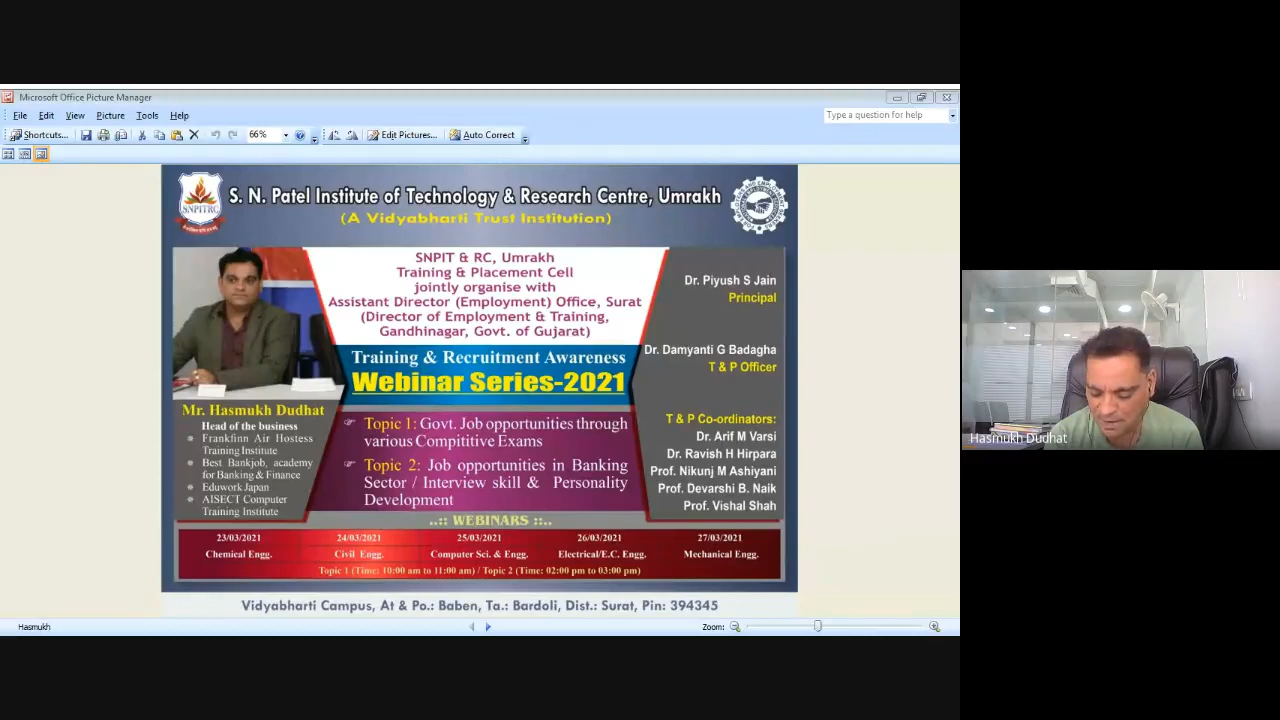 Microsoft Office Picture Manager
File Edit View Picture Tools Help
Type a question for help
Shortcuts... 66% Edit Pictures... Auto Correct
S. N. Patel Institute of Technology & Research Centre, Umrakh
(A Vidyabharti Trust Institution)
SNPITRC
SNPIT & RC, Umrakh
Training & Placement Cell
jointly organise with
Assistant Director (Employment) Office, Surat
(Director of Employment & Training,
Gandhinagar, Govt. of Gujarat)
Training & Recruitment Awareness
Webinar Series-2021
Topic 1: Govt. Job opportunities through
various Compititive Exams
Topic 2: Job opportunities in Banking
Sector / Interview skill & Personality
Development
Mr. Hasmukh Dudhat
Head of the business
Frankfinn Air Hostess
Training Institute
Best Bankjob, academy
for Banking & Finance
Eduwork Japan
AISECT Computer
Training Institute
Dr. Piyush S Jain
Principal
Dr. Damyanti G Badagha
T & P Officer
T & P Co-ordinators:
Dr. Arif M Varsi
Dr. Ravish H Hirpara
Prof. Nikunj M Ashiyani
Prof. Devarshi B. Naik
Prof. Vishal Shah
..:: WEBINARS ::..
23/03/2021 24/03/2021 25/03/2021 26/03/2021 27/03/2021
Chemical Engg. Civil Engg. Computer Sci. & Engg. Electrical/E.C. Engg. Mechanical Engg.
Topic 1 (Time: 10:00 am to 11:00 am) / Topic 2 (Time: 02:00 pm to 03:00 pm)
Vidyabharti Campus, At & Po.: Baben, Ta.: Bardoli, Dist.: Surat, Pin: 394345
Hasmukh
Zoom:
Hasmukh Dudhat